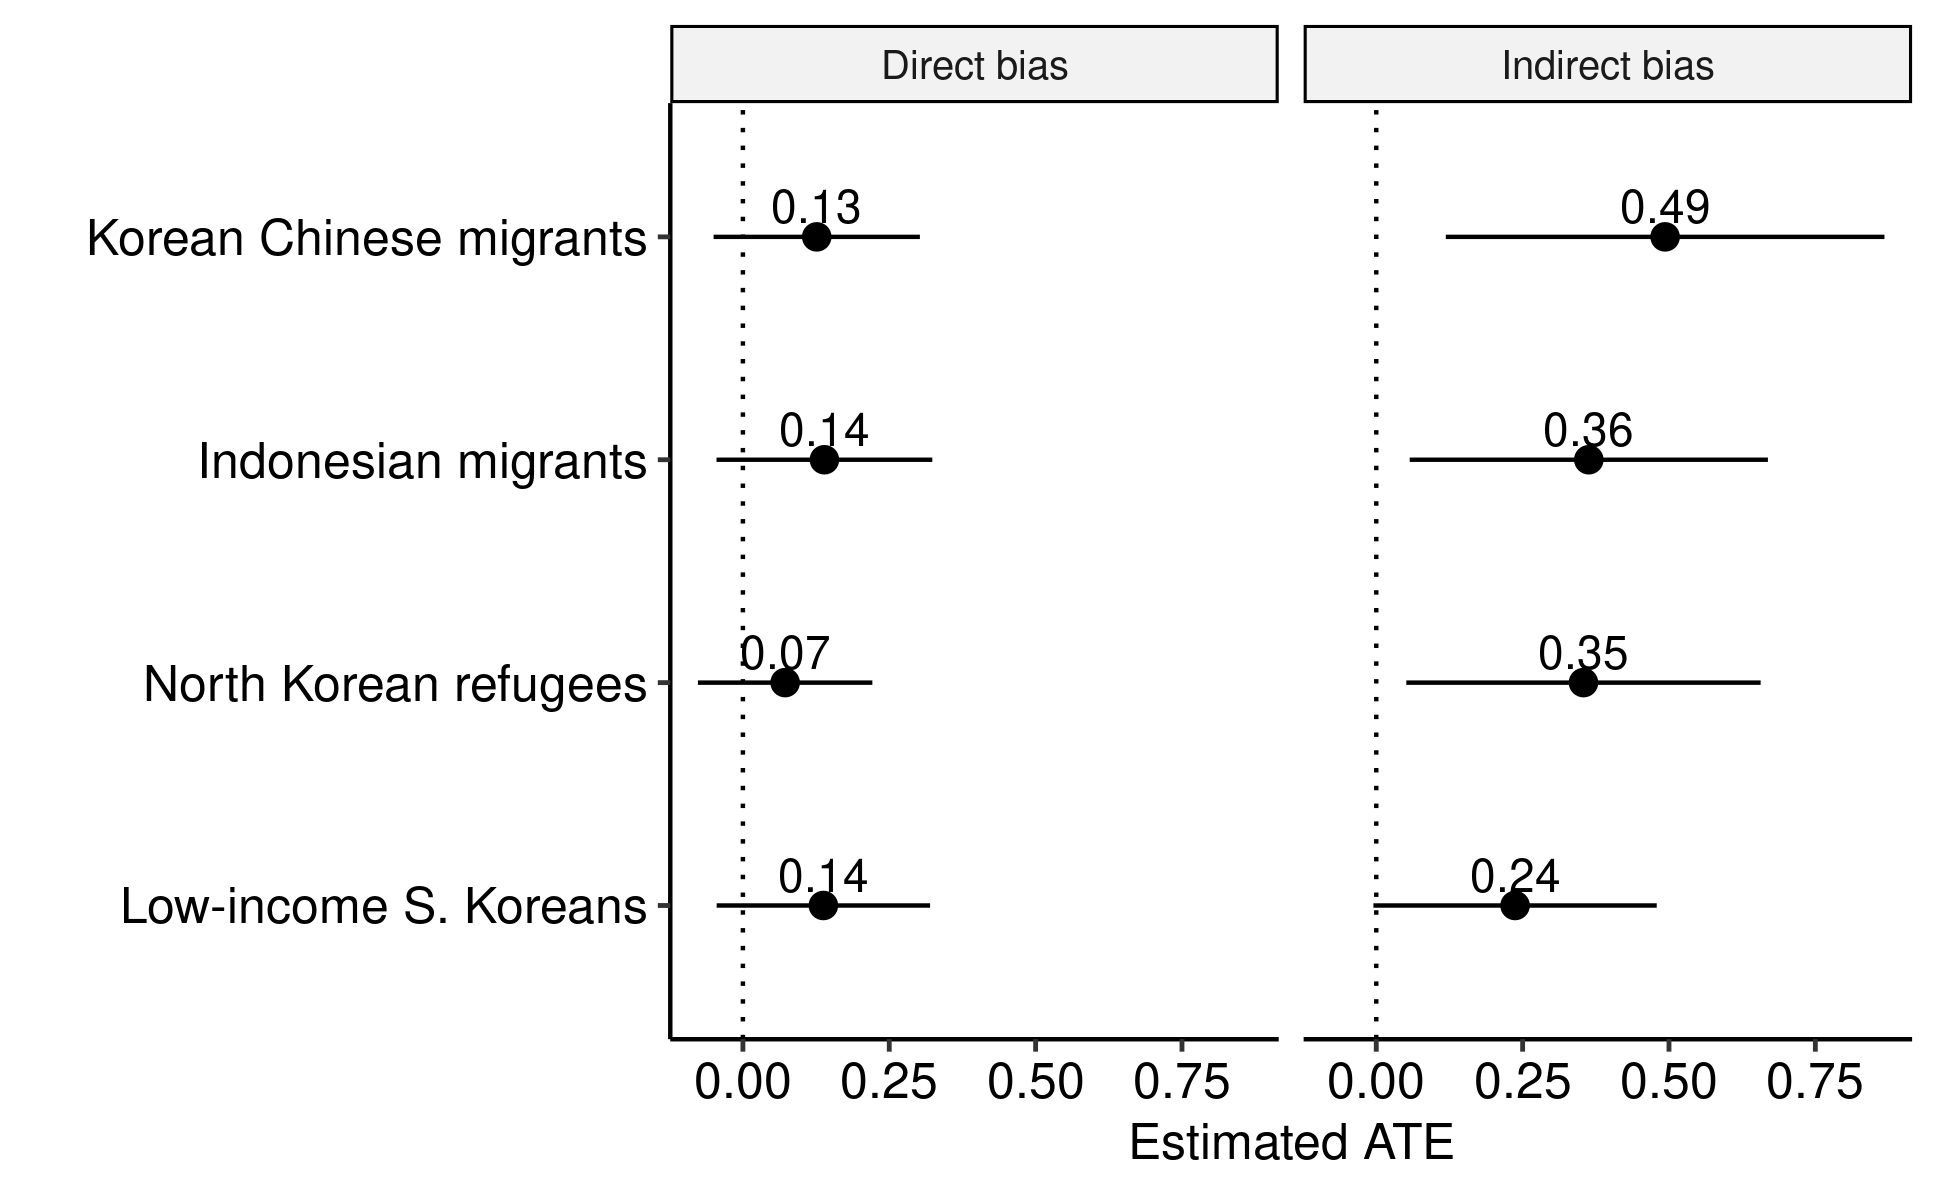 Direct bias
Indirect bias
Korean Chinese migrants
0.13
0.49
Indonesian migrants
0.14
0.36
North Korean refugees
0.07
0.35
Low-income S. Koreans
0.14
0.24
0.00 0.25 0.50 0.75
0.00 0.25 0.50 0.75
Estimated ATE